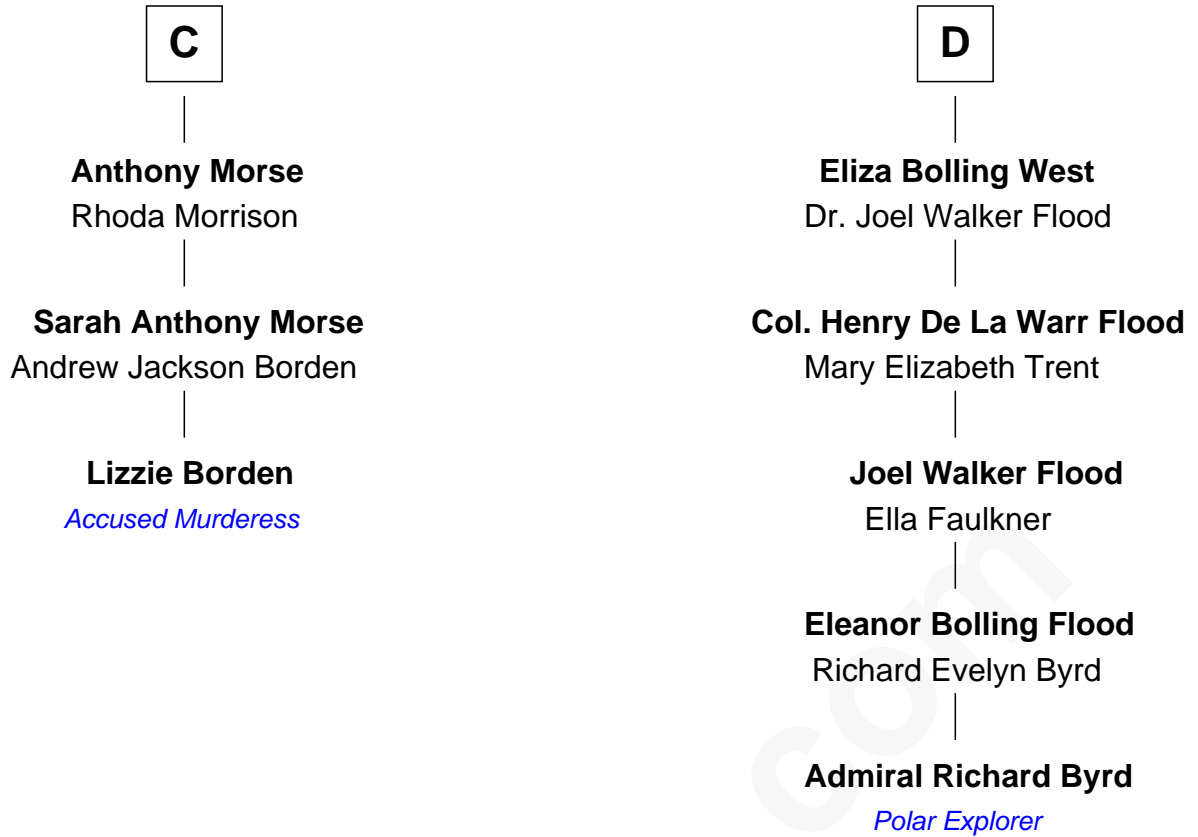 C
Anthony Morse
Rhoda Morrison
Sarah Anthony Morse
Andrew Jackson Borden
Lizzie Borden
Accused Murderess
D
Eliza Bolling West
Dr. Joel Walker Flood
Col. Henry De La Warr Flood
Mary Elizabeth Trent
Joel Walker Flood
Ella Faulkner
Eleanor Bolling Flood
Richard Evelyn Byrd
Admiral Richard Byrd
Polar Explorer
com